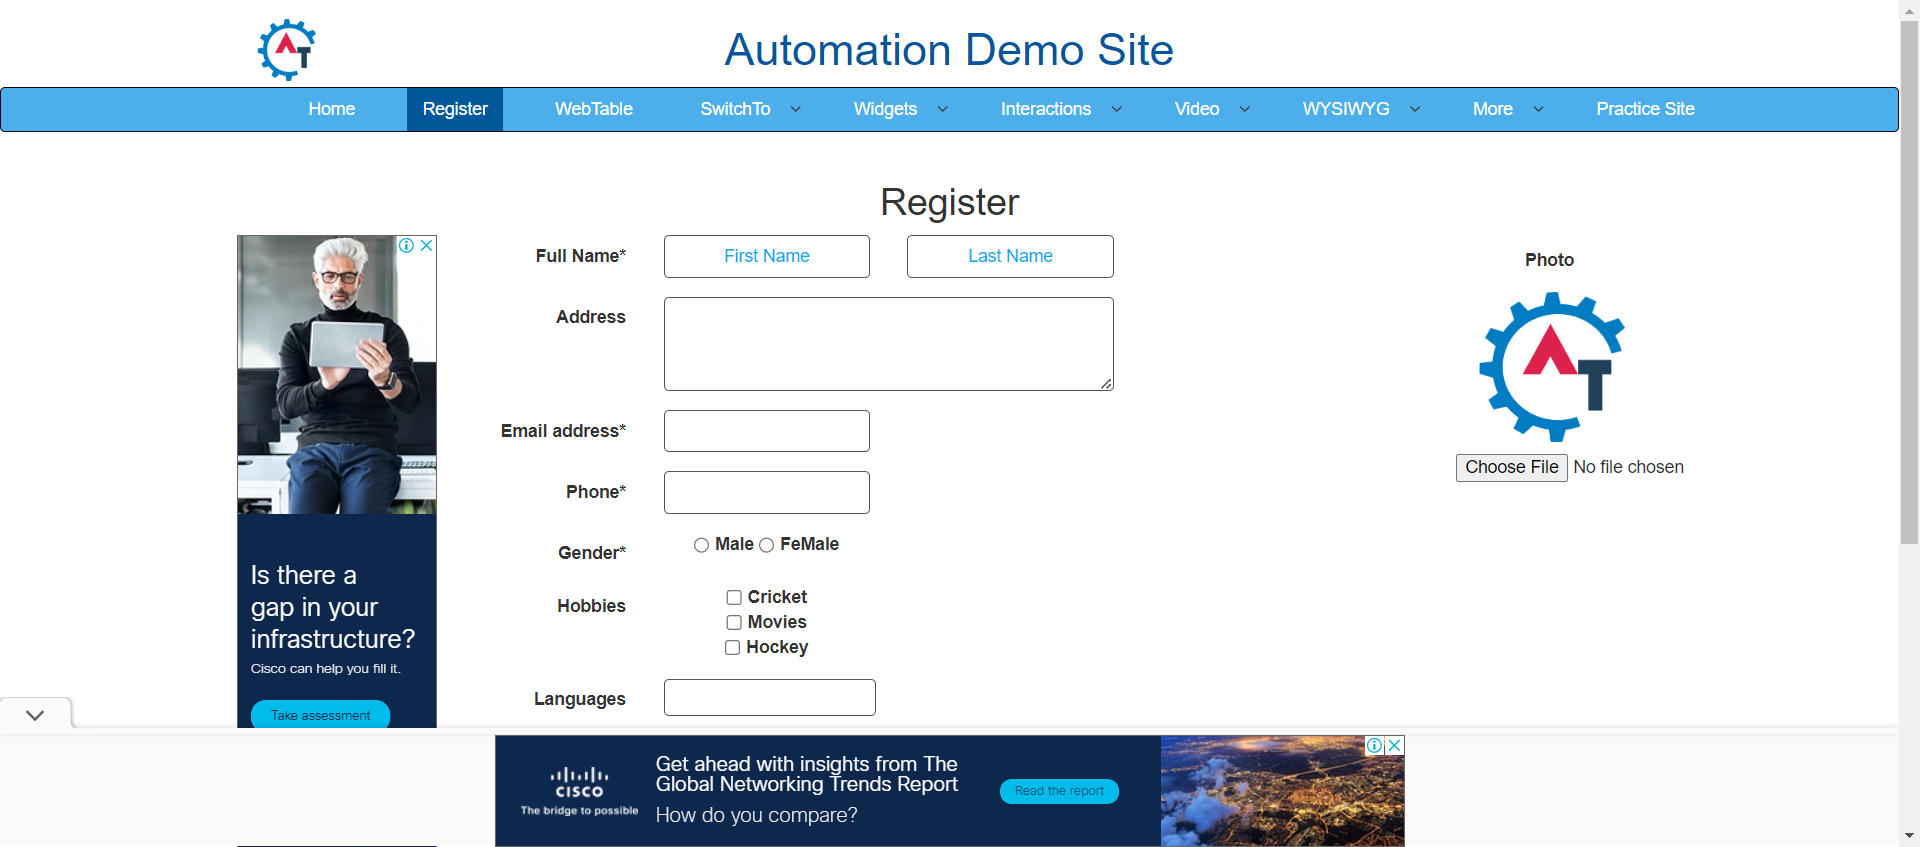 AT
Automation Demo Site
Home Register WebTable SwitchTo Widgets Interactions Video WYSIWYG More Practice Site
Register
Full Name* First Name Last Name
Photo
Address
AT
Email address*
Choose File No file chosen
Phone*
Gender* Male FeMale
Hobbies
Cricket
Movies
Hockey
Languages
Is there a
gap in your
infrastructure?
Cisco can help you fill it.
Take assessment
CISCO
The bridge to possible
Get ahead with insights from The
Global Networking Trends Report
How do you compare?
Read the report